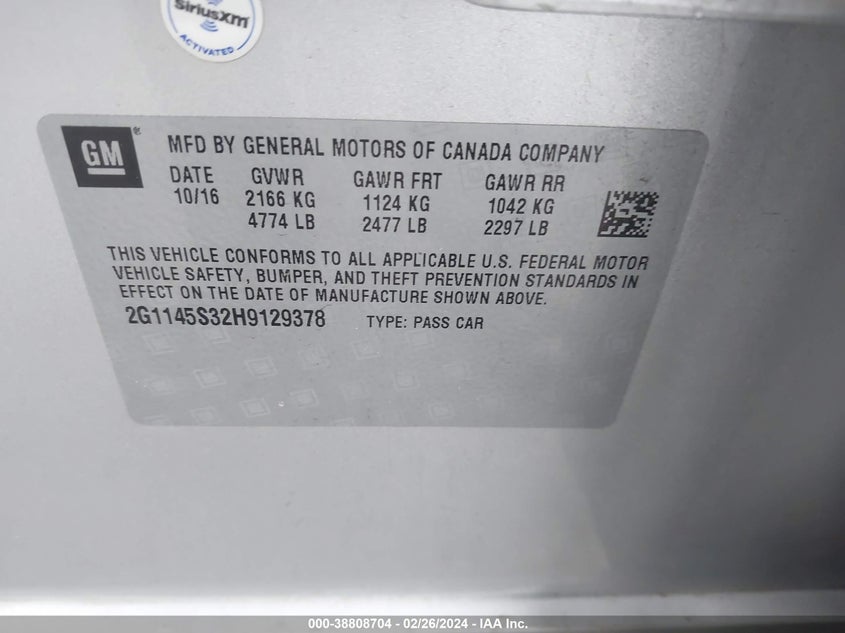 siriusxm
ACTIVATED
GM ® MFD BY GENERAL MOTORS OF CANADA COMPANY
DATE GVWR GAWR FRT GAWR RR
10/16 2166 KG 1124 KG 1042 KG
4774 LB 2477 LB 2297 LB
THIS VEHICLE CONFORMS TO ALL APPLICABLE U.S. FEDERAL MOTOR
VEHICLE SAFETY, BUMPER, AND THEFT PREVENTION STANDARDS IN
EFFECT ON THE DATE OF MANUFACTURE SHOWN ABOVE.
2G1145S32H9129378 TYPE: PASS CAR
000-38808704 - 02/26/2024 - IAA Inc.